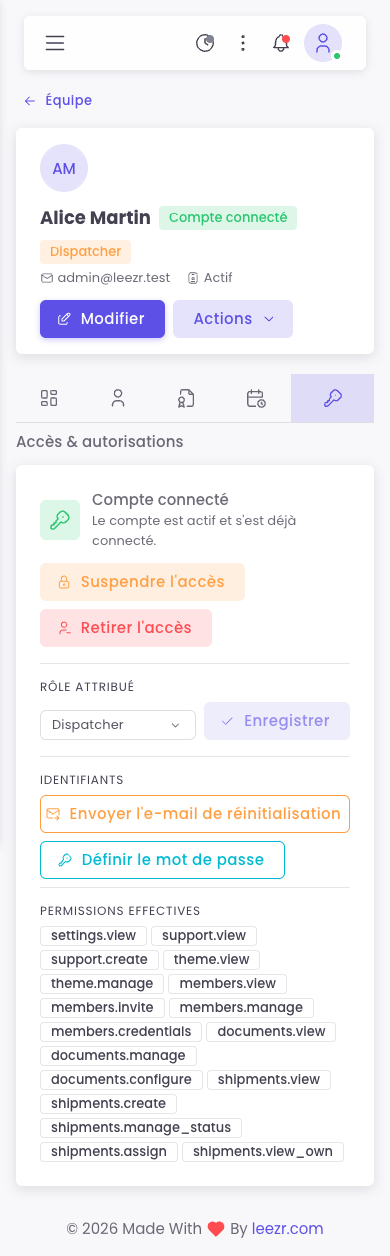 Équipe
AM
Alice Martin Compte connecté
Dispatcher
admin@leezr.test Actif
Modifier Actions
Accès & autorisations
Compte connecté
Le compte est actif et s'est déjà
connecté.
Suspendre l'accès
Retirer l'accès
RÔLE ATTRIBUÉ
Dispatcher Enregistrer
IDENTIFIANTS
Envoyer l'e-mail de réinitialisation
Définir le mot de passe
PERMISSIONS EFFECTIVES
settings.view support.view
support.create theme.view
theme.manage members.view
members.invite members.manage
members.credentials documents.view
documents.manage
documents.configure shipments.view
shipments.create
shipments.manage_status
shipments.assign shipments.view_own
© 2026 Made With ❤ By leezr.com